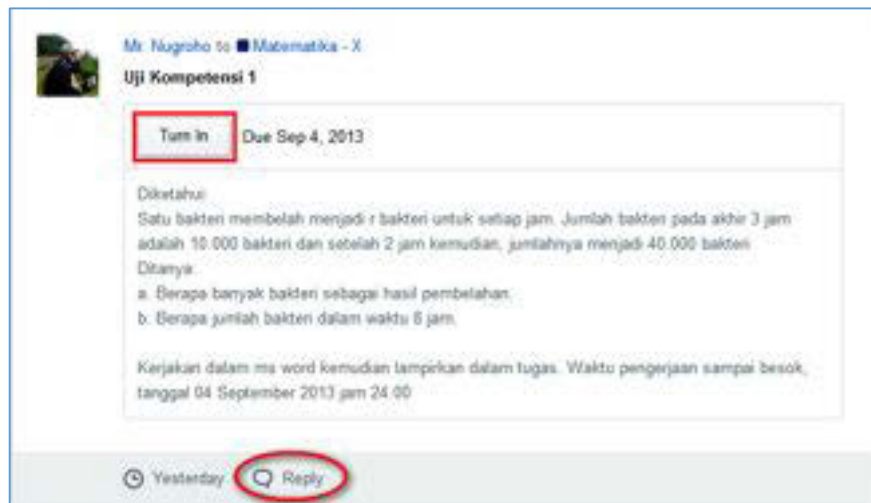 Mr. Nugroho to Matematika - X
Uji Kompetensi 1
Turn In Due Sep 4, 2013
Diketahui
Satu bakteri membelah menjadi r bakteri untuk setiap jam. Jumlah bakteri pada akhir 3 jam
adalah 10.000 bakteri dan setelah 2 jam kemudian, jumlahnya menjadi 40.000 bakteri
Ditanya:
a. Berapa banyak bakteri sebagai hasil pembelahan.
b. Berapa jumlah bakteri dalam waktu 8 jam.
Kerjakan dalam ms word kemudian lampirkan dalam tugas. Waktu pengerjaan sampai besok,
tanggal 04 September 2013 jam 24.00
Yesterday Reply